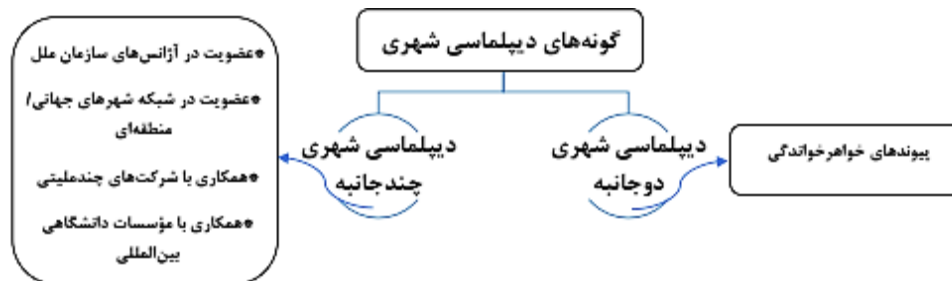 گونه‌های دیپلماسی شهری
دیپلماسی شهری
دوجانبه
پیوندهای خواهرخواندگی
دیپلماسی شهری
چندجانبه
*عضویت در آژانس‌های سازمان ملل
*عضویت در شبکه شهرهای جهانی/
منطقه‌ای
*همکاری با شرکت‌های چندملیتی
*همکاری با مؤسسات دانشگاهی
بین‌المللی